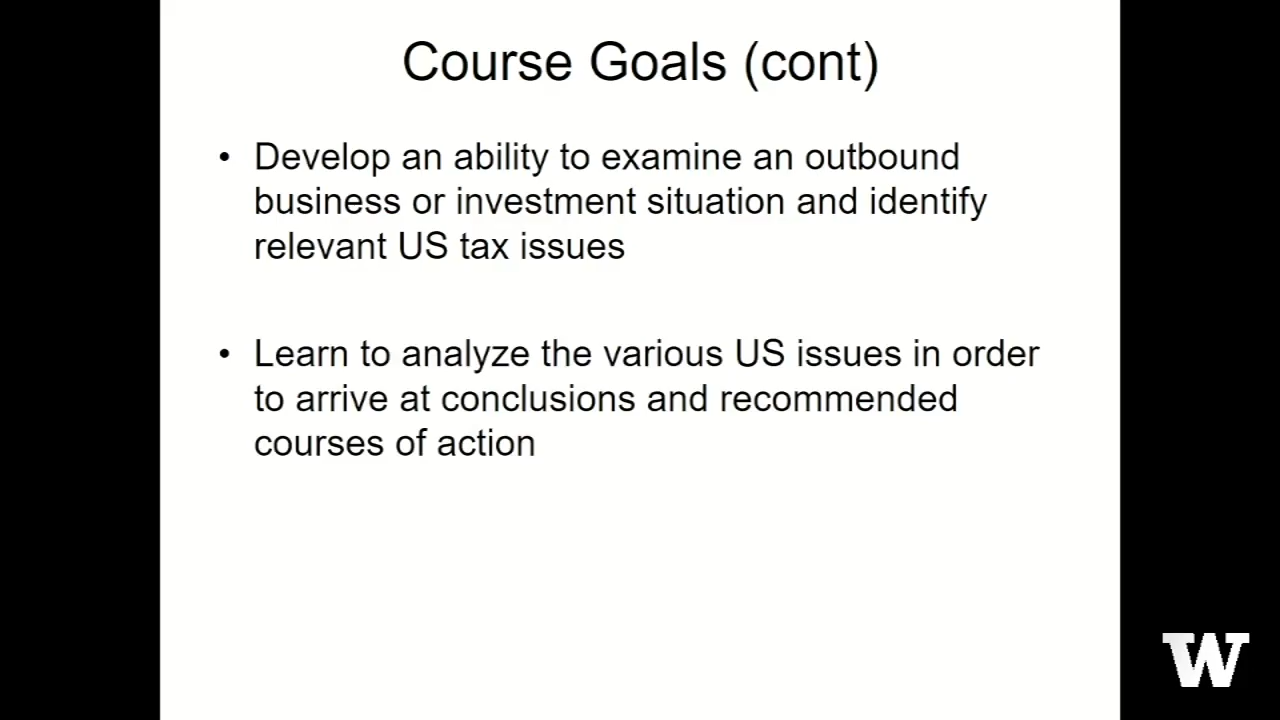 Course Goals (cont)
• Develop an ability to examine an outbound
business or investment situation and identify
relevant US tax issues
• Learn to analyze the various US issues in order
to arrive at conclusions and recommended
courses of action
W